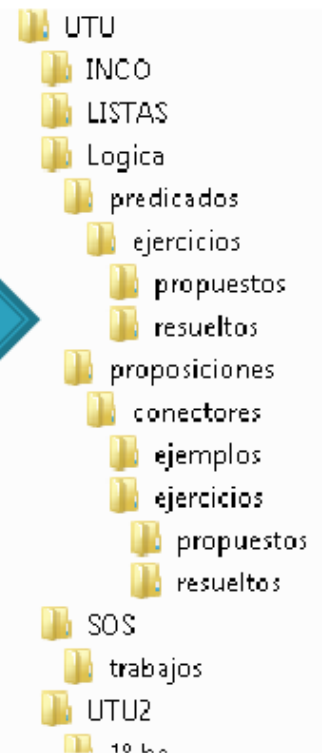 UTU
INCO
LISTAS
Logica
predicados
ejercicios
propuestos
resueltos
proposiciones
conectores
ejemplos
ejercicios
propuestos
resueltos
SOS
trabajos
UTU2